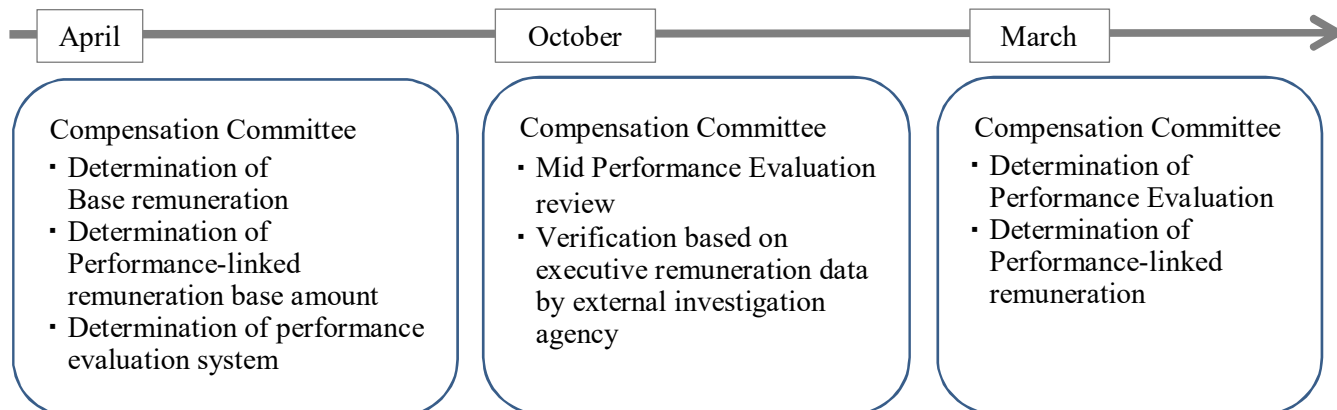 April
October
March
Compensation Committee
▪ Determination of
Base remuneration
▪ Determination of
Performance-linked
remuneration base amount
▪ Determination of performance
evaluation system
Compensation Committee
▪ Mid Performance Evaluation
review
▪ Verification based on
executive remuneration data
by external investigation
agency
Compensation Committee
▪ Determination of
Performance Evaluation
▪ Determination of
Performance-linked
remuneration